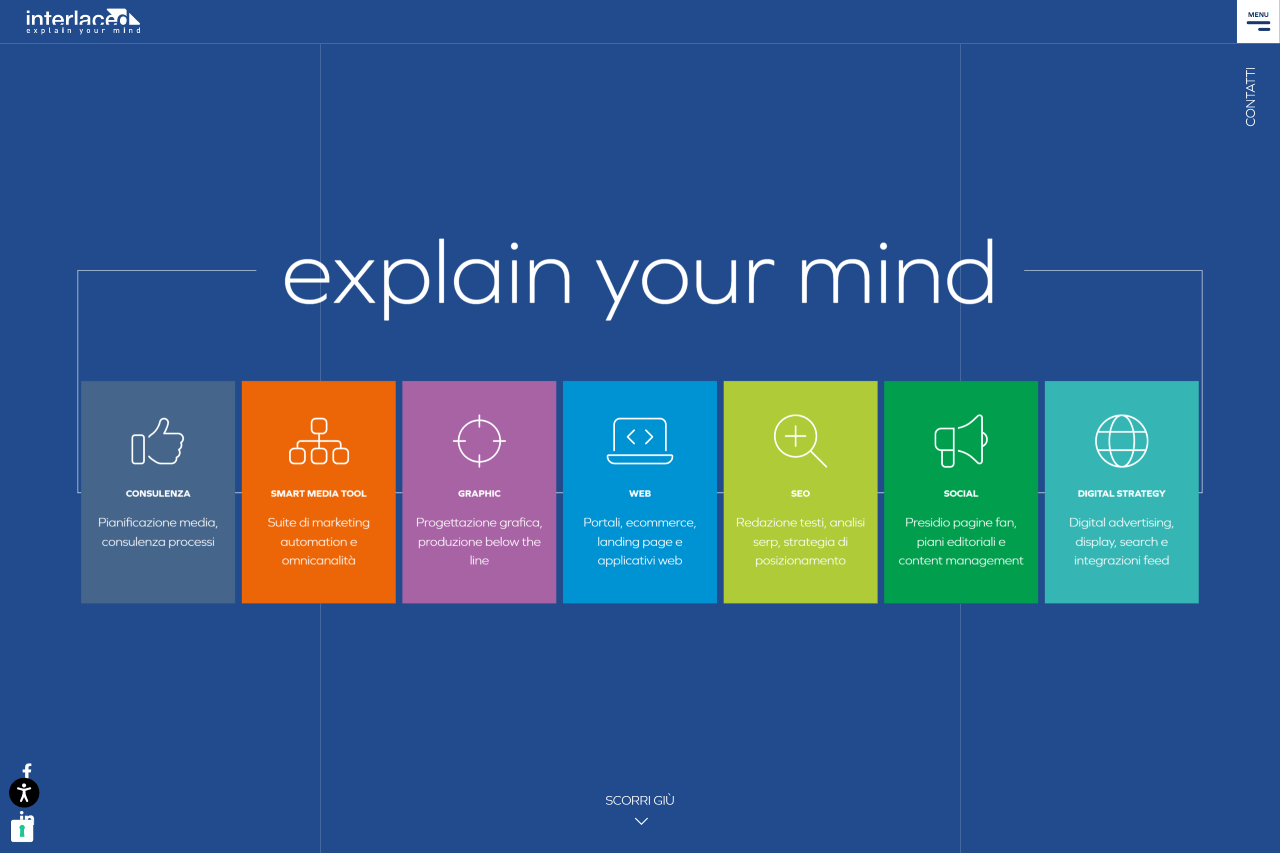 interlaced
explain your mind
MENU
CONTATTI
explain your mind
CONSULENZA
Pianificazione media,
consulenza processi
SMART MEDIA TOOL
Suite di marketing
automation e
omnicanalità
GRAPHIC
Progettazione grafica,
produzione below the
line
WEB
Portali, ecommerce,
landing page e
applicativi web
SEO
Redazione testi, analisi
serp, strategia di
posizionamento
SOCIAL
Presidio pagine fan,
piani editoriali e
content management
DIGITAL STRATEGY
Digital advertising,
display, search e
integrazioni feed
SCORRI GIÙ